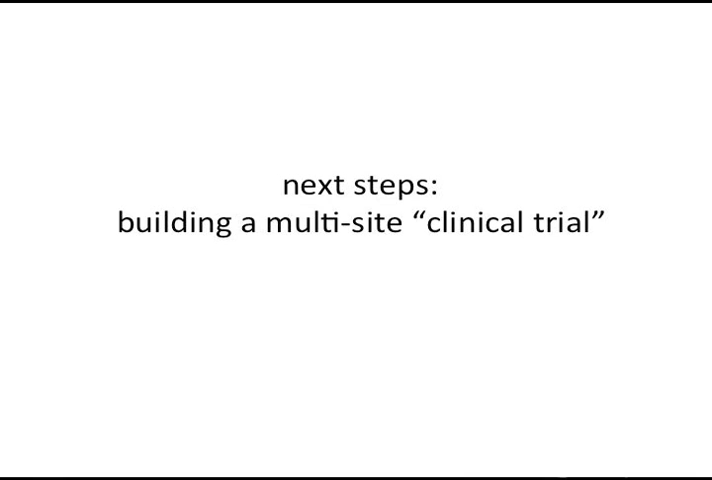 next steps:
building a multi-site “clinical trial”